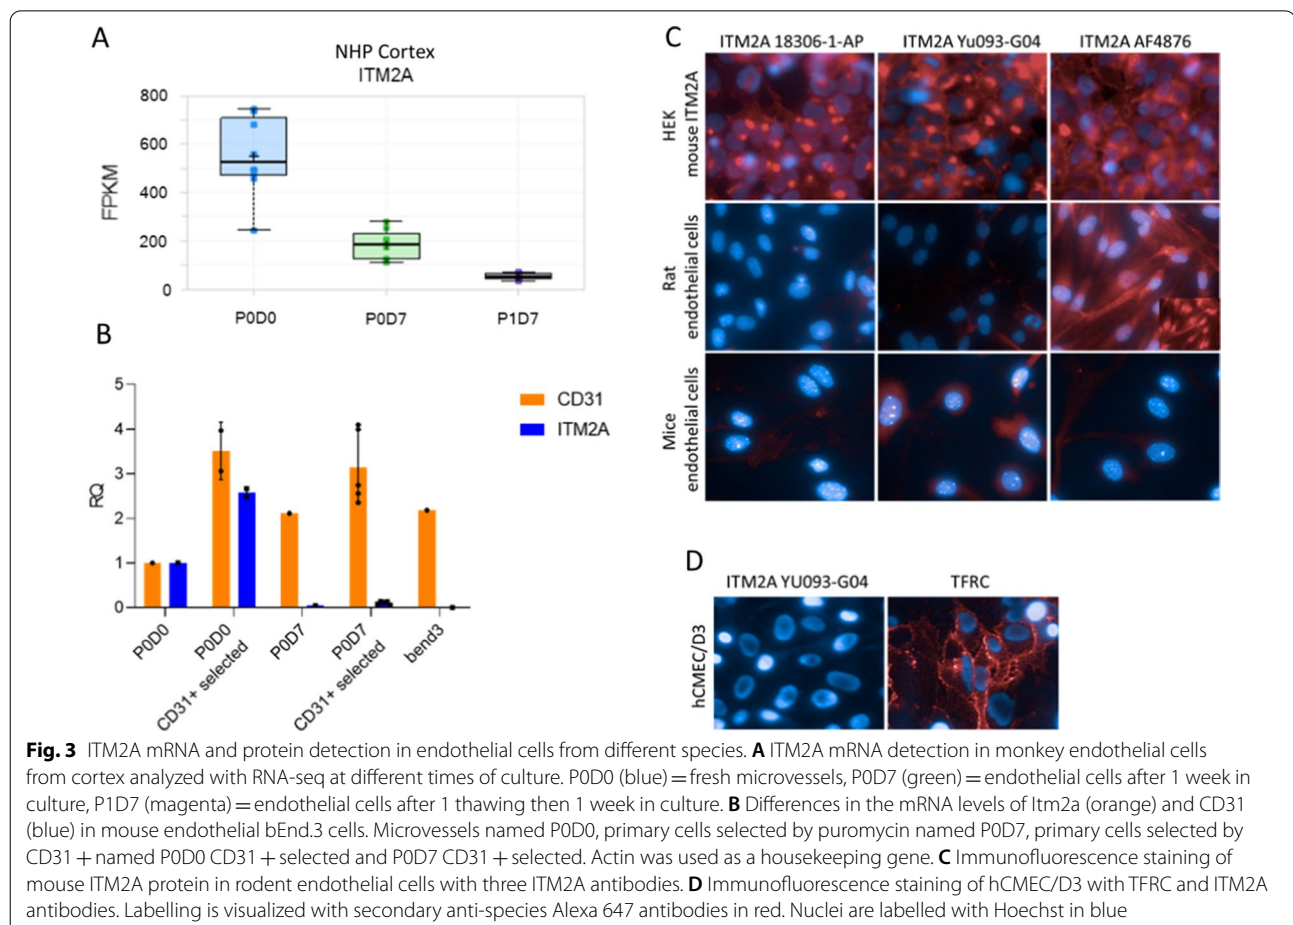 A
NHP Cortex
ITM2A
FPKM
800
600
400
200
0
P0D0
P0D7
P1D7
B
RQ
5
4
3
2
1
0
CD31
ITM2A
P0D0
P0D0
CD31+ selected
P0D7
P0D7
CD31+ selected
bend3
C
ITM2A 18306-1-AP
ITM2A Yu093-G04
ITM2A AF4876
HEK
mouse ITM2A
Rat
endothelial cells
Mice
endothelial cells
D
ITM2A YU093-G04
TFRC
hCMEC/D3
Fig. 3 ITM2A mRNA and protein detection in endothelial cells from different species. A ITM2A mRNA detection in monkey endothelial cells
from cortex analyzed with RNA-seq at different times of culture. P0D0 (blue) = fresh microvessels, P0D7 (green) = endothelial cells after 1 week in
culture, P1D7 (magenta) = endothelial cells after 1 thawing then 1 week in culture. B Differences in the mRNA levels of Itm2a (orange) and CD31
(blue) in mouse endothelial bEnd.3 cells. Microvessels named P0D0, primary cells selected by puromycin named P0D7, primary cells selected by
CD31 + named P0D0 CD31 + selected and P0D7 CD31 + selected. Actin was used as a housekeeping gene. C Immunofluorescence staining of
mouse ITM2A protein in rodent endothelial cells with three ITM2A antibodies. D Immunofluorescence staining of hCMEC/D3 with TFRC and ITM2A
antibodies. Labelling is visualized with secondary anti-species Alexa 647 antibodies in red. Nuclei are labelled with Hoechst in blue